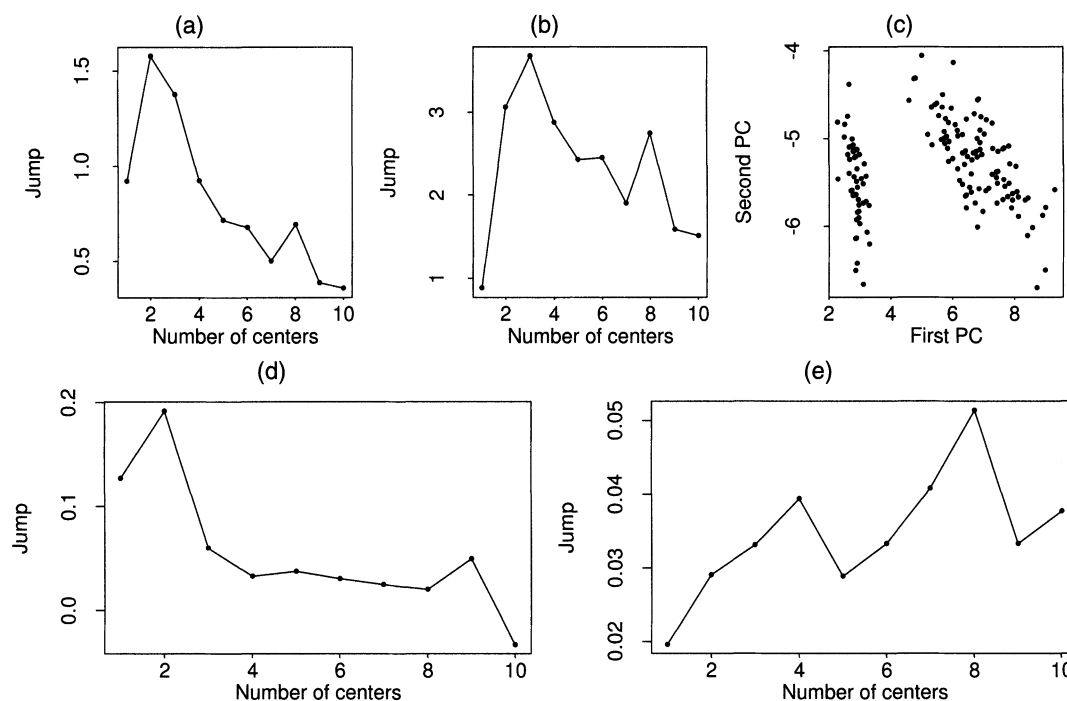 (a)
Jump
1.5
1.0
0.5
2 4 6 8 10
Number of centers
(b)
Jump
3
2
1
2 4 6 8 10
Number of centers
(c)
Second PC
-4
-5
-6
2 4 6 8
First PC
(d)
Jump
0.2
0.1
0.0
2 4 6 8 10
Number of centers
(e)
Jump
0.05
0.04
0.03
0.02
2 4 6 8 10
Number of centers